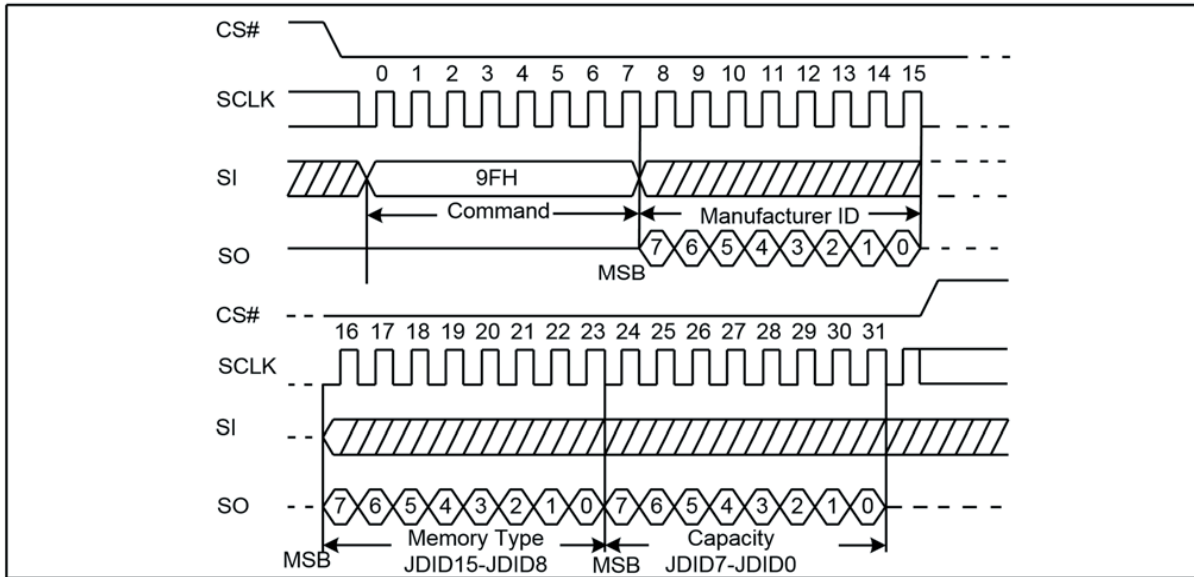 CS#
0 1 2 3 4 5 6 7 8 9 10 11 12 13 14 15
SCLK
SI 9FH
Command Manufacturer ID
SO 7 6 5 4 3 2 1 0
MSB
CS#
16 17 18 19 20 21 22 23 24 25 26 27 28 29 30 31
SCLK
SI
SO 7 6 5 4 3 2 1 0 7 6 5 4 3 2 1 0
Memory Type Capacity
MSB JDID15-JDID8 MSB JDID7-JDID0